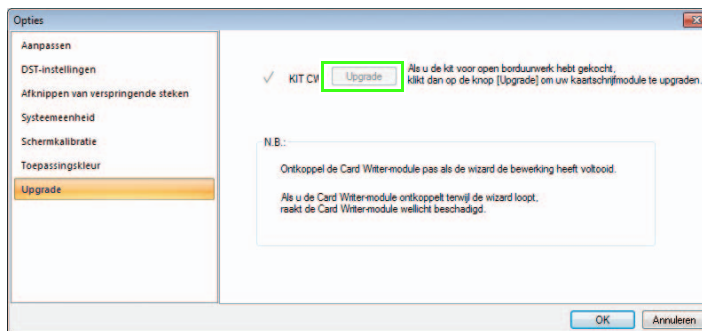 Opties
Aanpassen
DST-instellingen
Afknippen van verspringende steken
Systeemeenheid
Schermkalibratie
Toepassingskleur
Upgrade
KIT CW
Upgrade
Als u de kit voor open borduurwerk hebt gekocht,
klikt dan op de knop [Upgrade] om uw kaartschrijfmodule te upgraden.
N.B.:
Ontkoppel de Card Writer-module pas als de wizard de bewerking heeft voltooid.
Als u de Card Writer-module ontkoppelt terwijl de wizard loopt,
raakt de Card Writer-module wellicht beschadigd.
OK
Annuleren